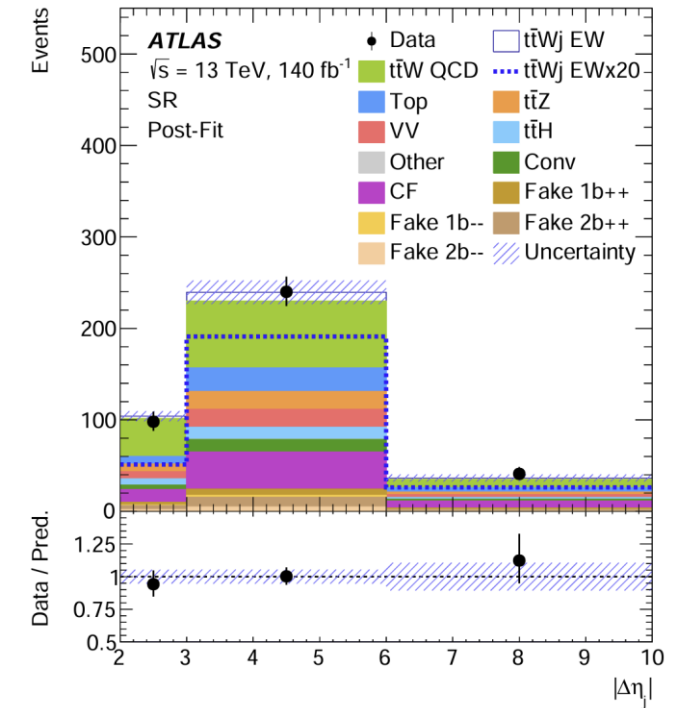 Events
550
400
300
200
100
0
ATLAS
√s = 13 TeV, 140 fb⁻¹
SR
Post-Fit
Data
tt̄Wj EW
tt̄W QCD
tt̄Wj EWx20
Top
tt̄Z
VV
tt̄H
Other
Conv
CF
Fake 1b++
Fake 1b--
Fake 2b++
Fake 2b--
Uncertainty
Data / Pred.
1.25
1
0.75
0.5
2 3 4 5 6 7 8 9 10
|Δηⱼ|